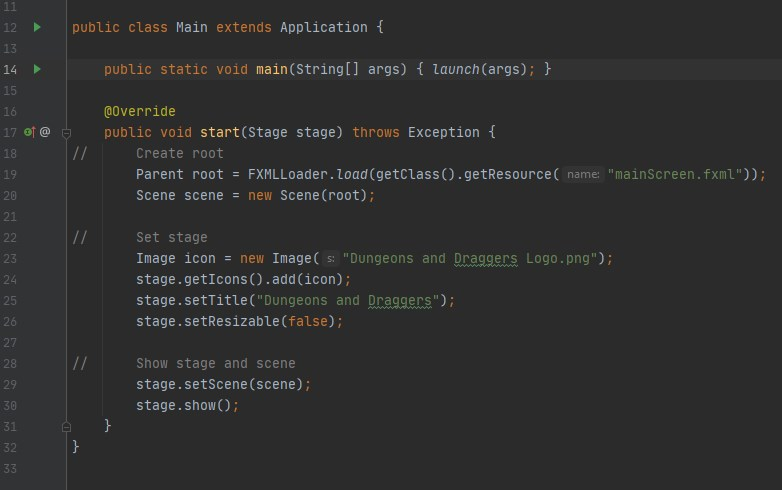 11
12 public class Main extends Application {
13
14 public static void main(String[] args) { launch(args); }
15
16 @Override
17 @ public void start(Stage stage) throws Exception {
18 // Create root
19 Parent root = FXMLLoader.load(getClass().getResource( name: "mainScreen.fxml"));
20 Scene scene = new Scene(root);
21
22 // Set stage
23 Image icon = new Image( s: "Dungeons and Draggers Logo.png");
24 stage.getIcons().add(icon);
25 stage.setTitle("Dungeons and Draggers");
26 stage.setResizable(false);
27
28 // Show stage and scene
29 stage.setScene(scene);
30 stage.show();
31 }
32 }
33